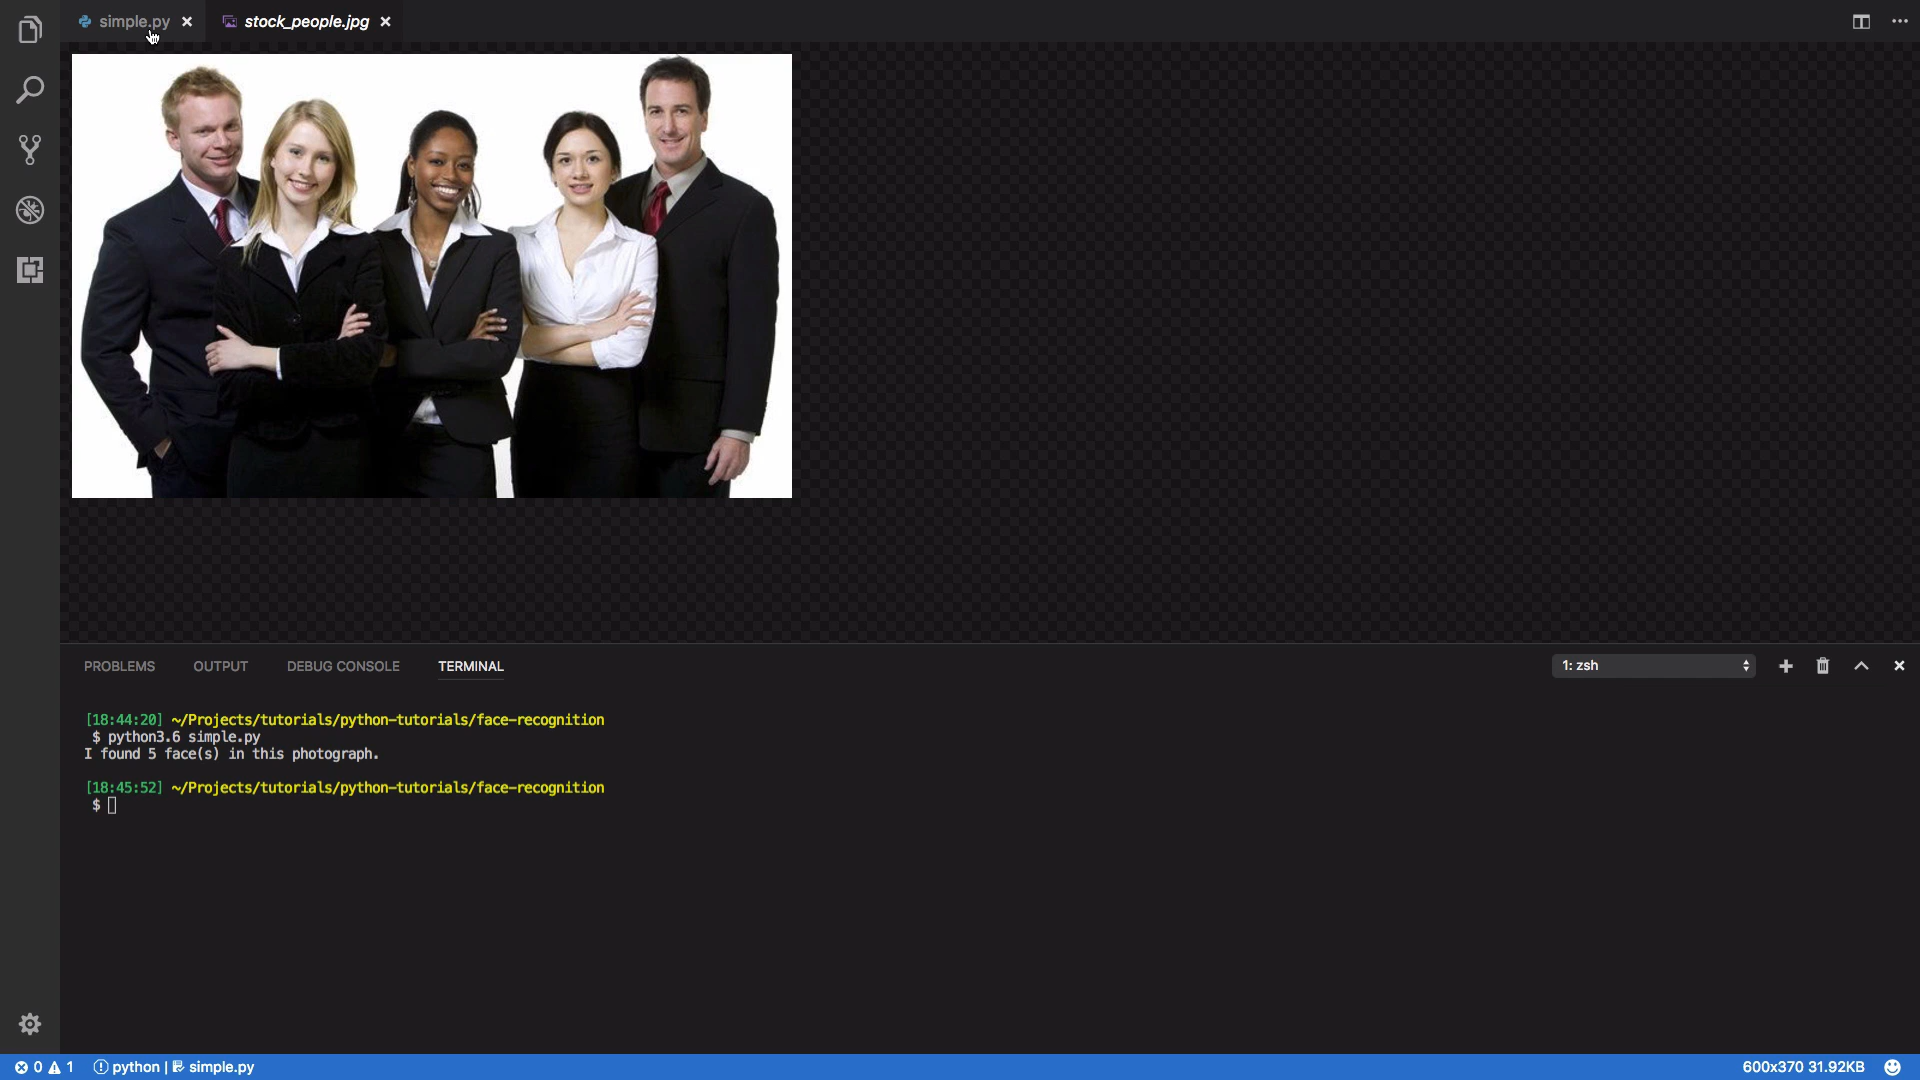 simple.py
stock_people.jpg
PROBLEMS OUTPUT DEBUG CONSOLE TERMINAL 1: zsh
[18:44:20] ~/Projects/tutorials/python-tutorials/face-recognition
$ python3.6 simple.py
I found 5 face(s) in this photograph.
[18:45:52] ~/Projects/tutorials/python-tutorials/face-recognition
$
0 1 python | simple.py 600x370 31.92KB